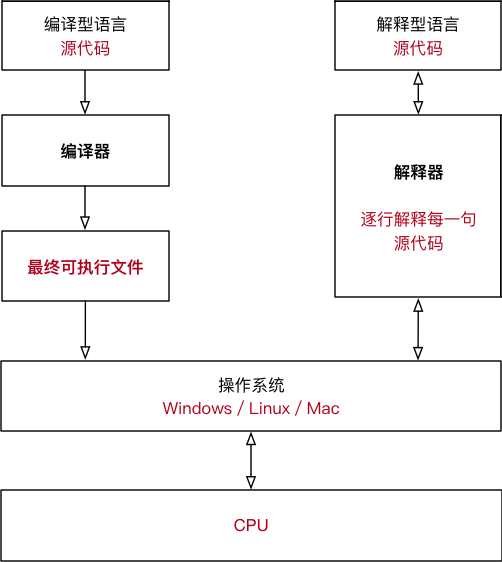 编译型语言
源代码
编译器
最终可执行文件
解释型语言
源代码
解释器
逐行解释每一句
源代码
操作系统
Windows / Linux / Mac
CPU